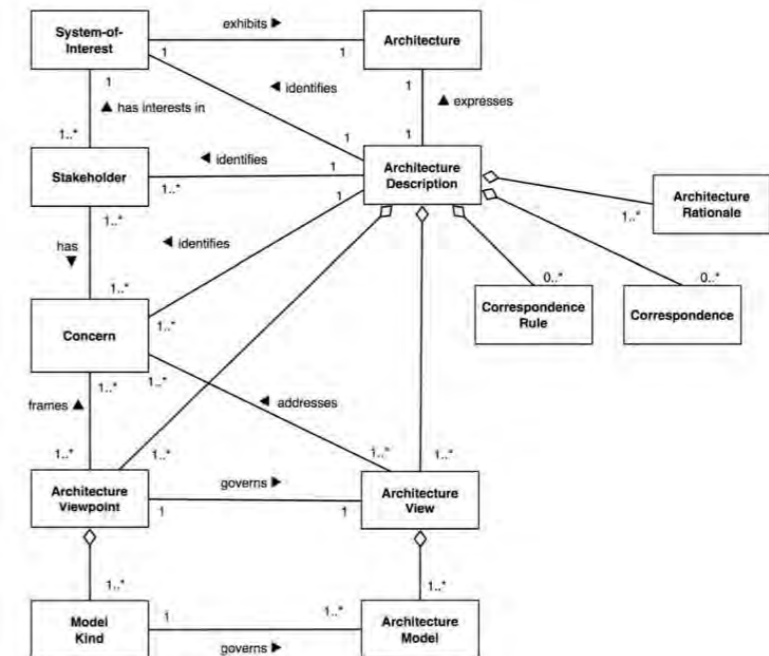 System-of-
Interest
exhibits ►
Architecture
1
1
1
◄ identifies
1
▲ expresses
▲ has interests in
1..*
1
1
Stakeholder
◄ identifies
1
1..*
Architecture
Description
1
Architecture
Rationale
1..*
1..*
has
▼
◄ identifies
1..*
1..*
0..*
0..*
Concern
Correspondence
Rule
Correspondence
1..*
1..*
frames ▲
◄ addresses
1..*
1..*
1..*
1..*
Architecture
Viewpoint
governs ►
1
1
Architecture
View
1..*
1..*
Model
Kind
1
1..*
governs ►
Architecture
Model